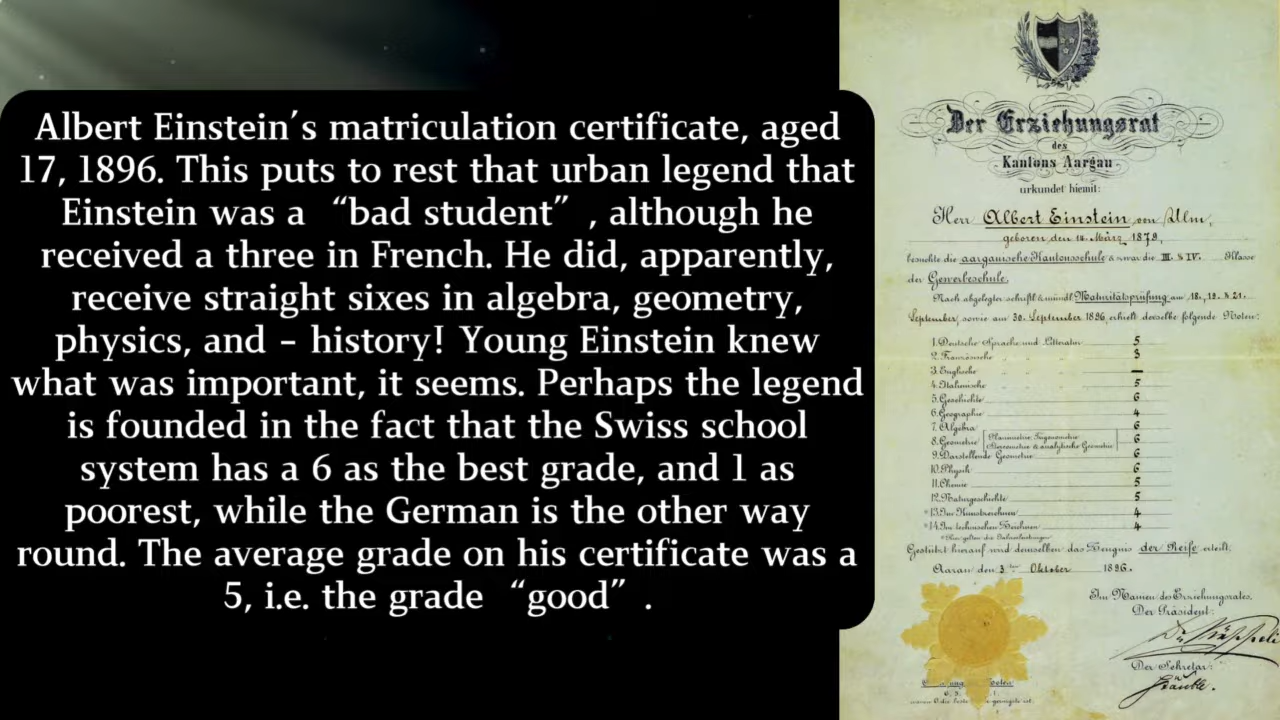 Albert Einstein′s matriculation certificate, aged
17, 1896. This puts to rest that urban legend that
Einstein was a “bad student” , although he
received a three in French. He did, apparently,
receive straight sixes in algebra, geometry,
physics, and – history! Young Einstein knew
what was important, it seems. Perhaps the legend
is founded in the fact that the Swiss school
system has a 6 as the best grade, and 1 as
poorest, while the German is the other way
round. The average grade on his certificate was a
5, i.e. the grade “good” .
Der Erziehungsrat
des
Kantons Aargau
urkundet hiemit:
Herr Albert Einstein von Ulm,
geboren den 14. März 1879,
besuchte die aargauische Kantonsschule & zwar die III. & IV. Klasse
der Gewerbeschule.
Nach abgelegter schriftl. & mündl. Maturitätsprüfung am 18., 19. & 21.
September, sowie am 30. September 1896, erhielt derselbe folgende Noten:
1. Deutsche Sprache und Litteratur 5
2. Französische 3
3. Englische —
4. Italienische 5
5. Geschichte 6
6. Geographie 4
7. Algebra 6
8. Geometrie 6
9. Darstellende Geometrie 6
10. Physik 6
11. Chemie 5
12. Naturgeschichte 5
*13. Im Kunstzeichnen 4
*14. Im technischen Zeichnen 4
Gestützt hierauf wird demselben das Zeugnis der Reife erteilt.
Aarau den 3ten Oktober 1896.
Im Namen des Erziehungsrates,
Der Präsident:
Der Sekretär: